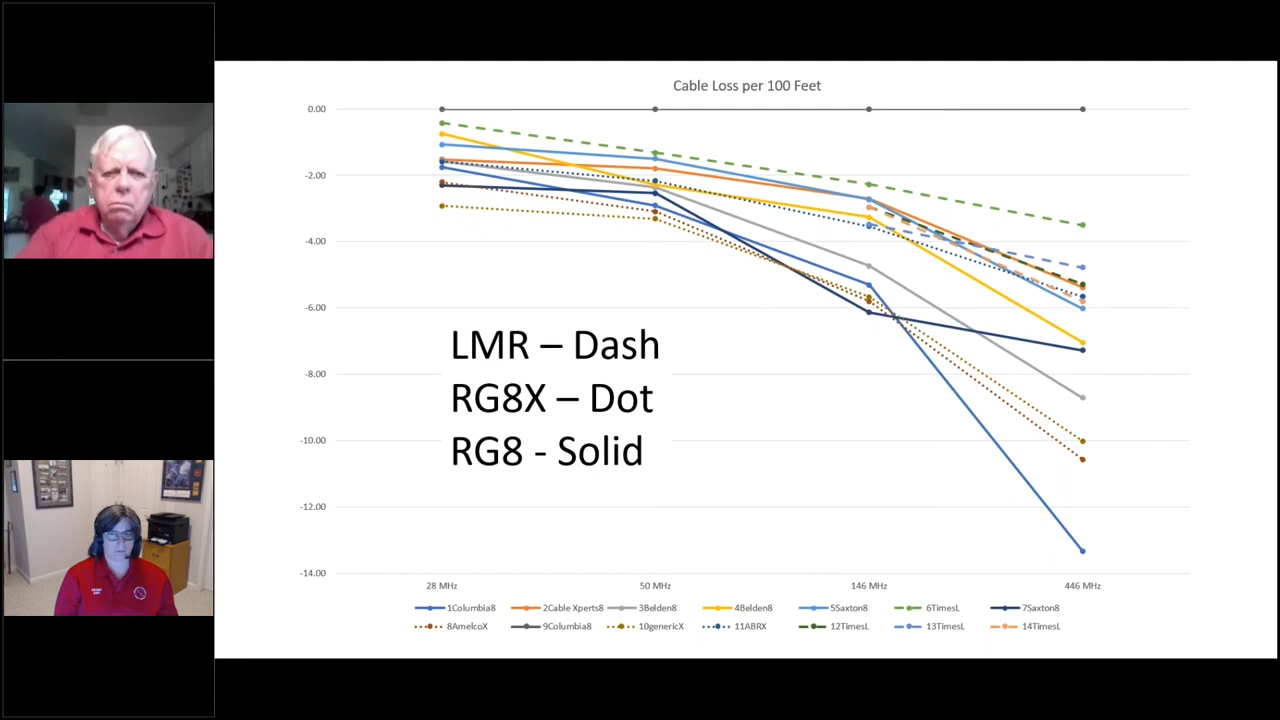 Cable Loss per 100 Feet
0.00
-2.00
-4.00
-6.00
-8.00
-10.00
-12.00
-14.00
LMR – Dash
RG8X – Dot
RG8 - Solid
28 MHz 50 MHz 146 MHz 446 MHz
1Columbia8 2Cable Xperts8 3Belden8 4Belden8 5Saxton8 6TimesL 7Saxton8
8AmelcoX 9Columbia8 10genericX 11ABRX 12TimesL 13TimesL 14TimesL